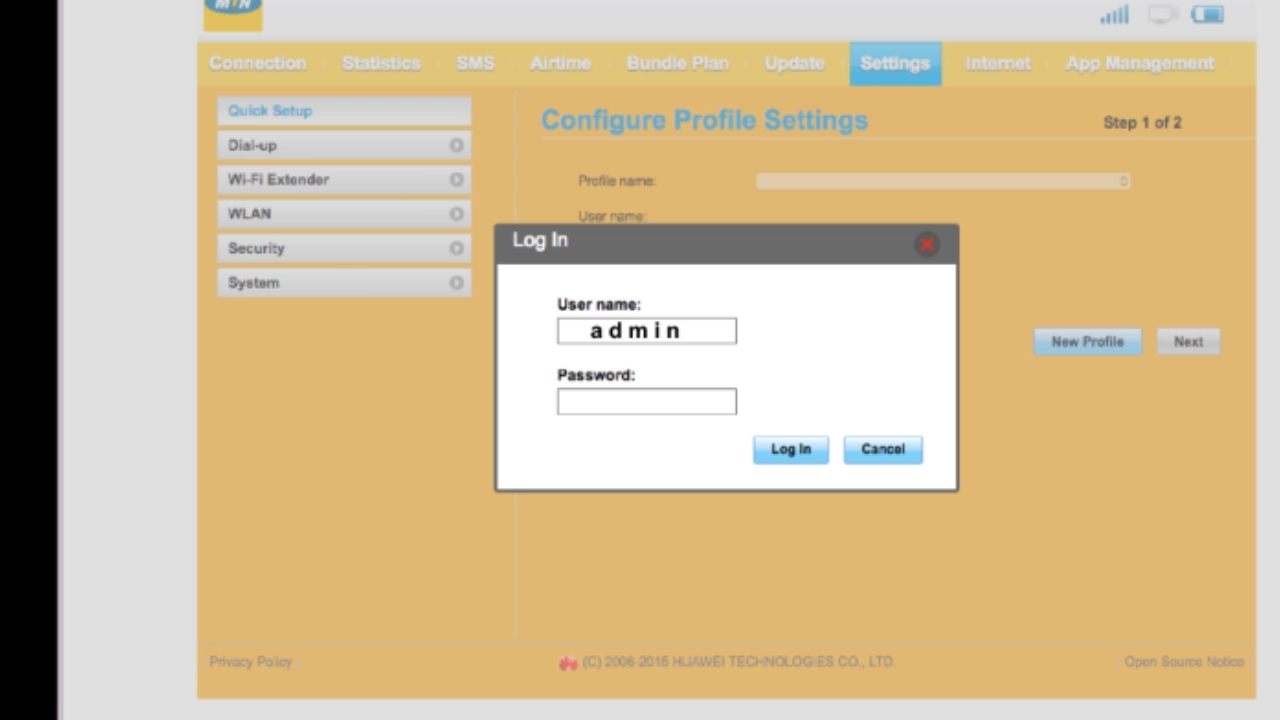 MTN
Connection Statistics SMS Airtime Bundle Plan Update Settings Internet App Management
Quick Setup
Dial-up
Wi-Fi Extender
WLAN
Security
System
Configure Profile Settings
Step 1 of 2
Profile name:
User name:
Log In
User name:
admin
Password:
Log In Cancel
New Profile Next
Privacy Policy (C) 2006-2015 HUAWEI TECHNOLOGIES CO., LTD. Open Source Notice